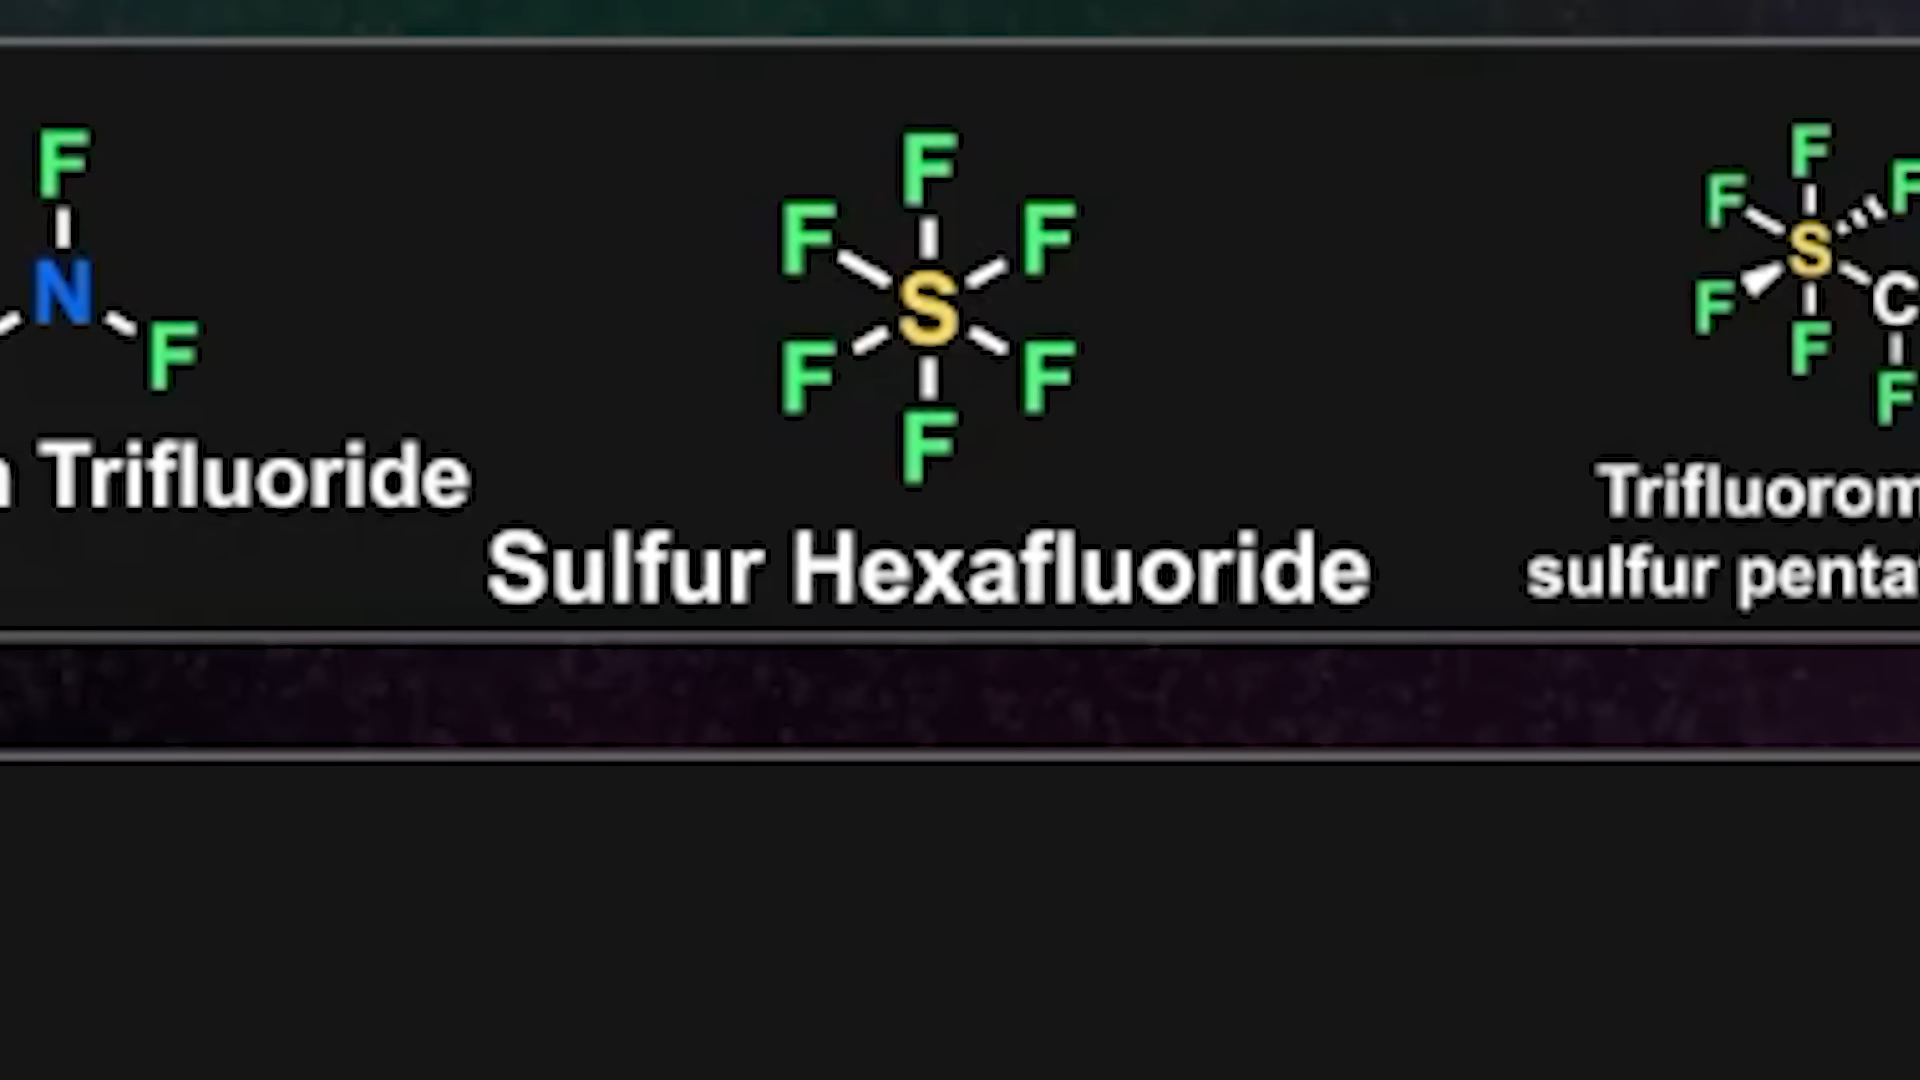 F
N
F
n Trifluoride
F
F F
S
F F
F
Sulfur Hexafluoride
F
F F
S
F C
F
F
Trifluorom
sulfur penta